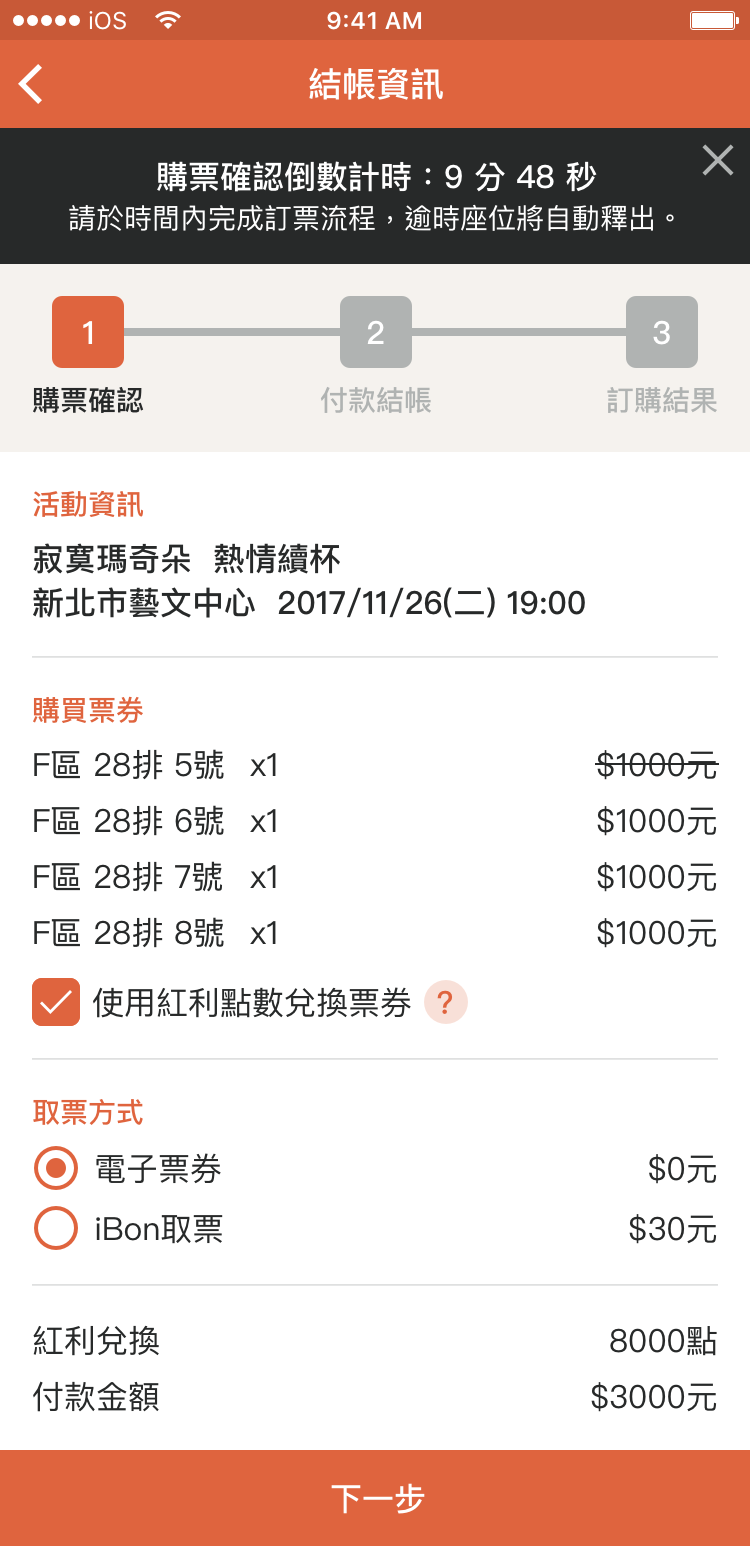 iOS 9:41 AM
結帳資訊
購票確認倒數計時：9 分 48 秒
請於時間內完成訂票流程，逾時座位將自動釋出。
1 2 3
購票確認 付款結帳 訂購結果
活動資訊
寂寞瑪奇朵 熱情續杯
新北市藝文中心 2017/11/26(二) 19:00
購買票券
F區 28排 5號 x1 $1000元
F區 28排 6號 x1 $1000元
F區 28排 7號 x1 $1000元
F區 28排 8號 x1 $1000元
使用紅利點數兌換票券 ?
取票方式
電子票券 $0元
iBon取票 $30元
紅利兌換 8000點
付款金額 $3000元
下一步